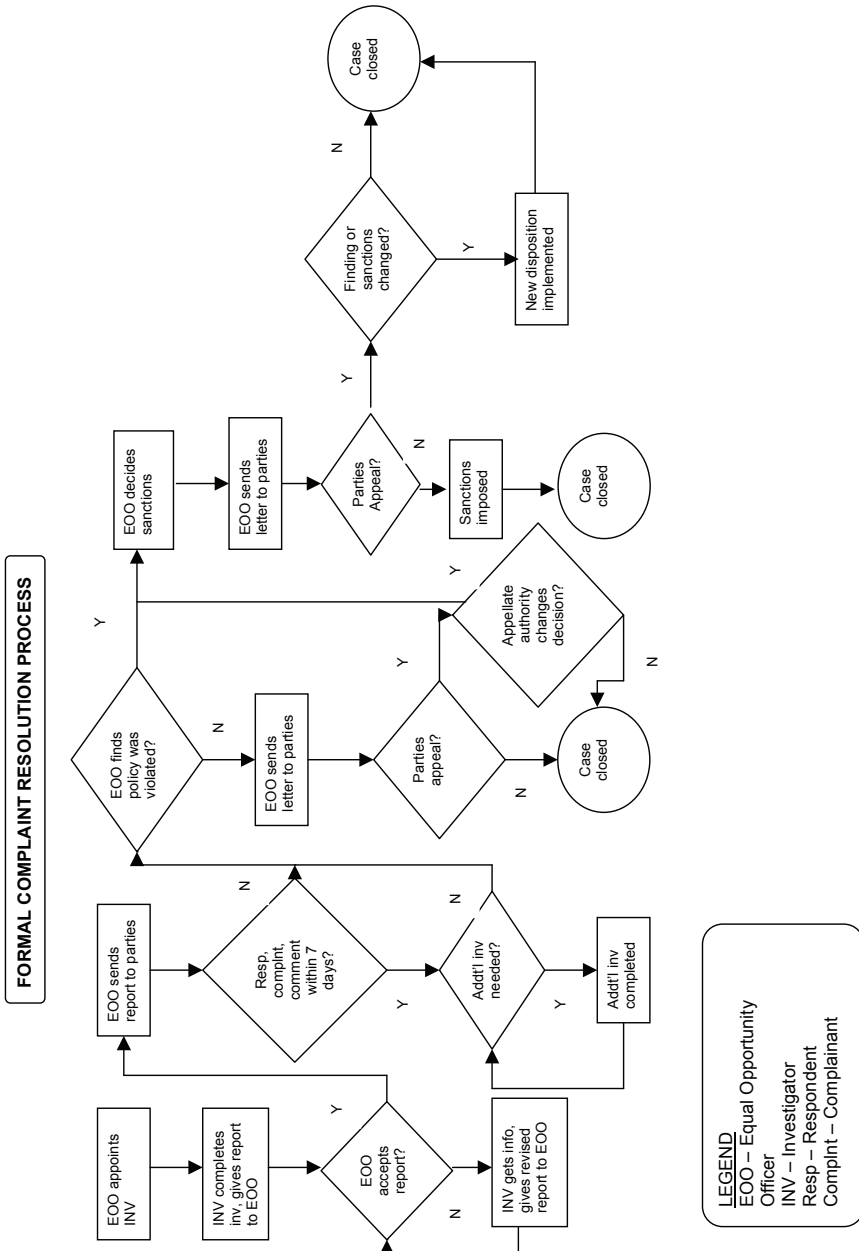 FORMAL COMPLAINT RESOLUTION PROCESS
EOO appoints
INV
INV completes
inv, gives report
to EOO
EOO
accepts
report?
Y
N
INV gets info,
gives revised
report to EOO
EOO sends
report to parties
Resp,
complnt,
comment
within 7
days?
N
Y
Addt'l inv
needed?
N
Y
Addt'l inv
completed
EOO finds
policy was
violated?
Y
N
EOO sends
letter to parties
Parties
appeal?
Y
N
Case
closed
Appellate
authority
changes
decision?
Y
N
EOO decides
sanctions
EOO sends
letter to parties
Parties
Appeal?
Y
N
Sanctions
imposed
Case
closed
Finding or
sanctions
changed?
N
Y
New disposition
implemented
Case
closed
LEGEND
EOO – Equal Opportunity
Officer
INV – Investigator
Resp – Respondent
Complnt – Complainant